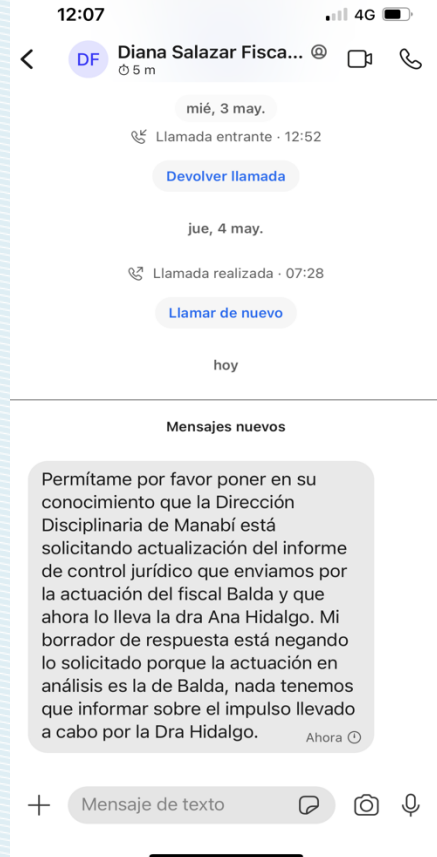 12:07
4G
DF
Diana Salazar Fisca...
5 m
mié, 3 may.
Llamada entrante · 12:52
Devolver llamada
jue, 4 may.
Llamada realizada · 07:28
Llamar de nuevo
hoy
Mensajes nuevos
Permítame por favor poner en su
conocimiento que la Dirección
Disciplinaria de Manabí está
solicitando actualización del informe
de control jurídico que enviamos por
la actuación del fiscal Balda y que
ahora lo lleva la dra Ana Hidalgo. Mi
borrador de respuesta está negando
lo solicitado porque la actuación en
análisis es la de Balda, nada tenemos
que informar sobre el impulso llevado
a cabo por la Dra Hidalgo.
Ahora
Mensaje de texto